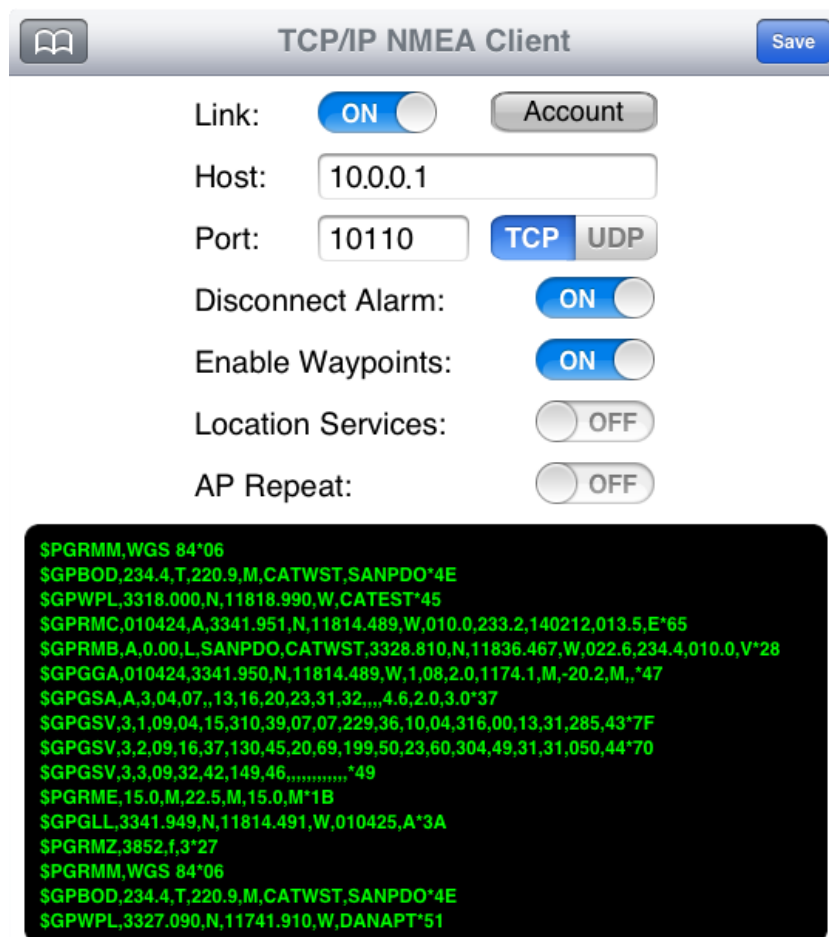 TCP/IP NMEA Client Save
Link: ON Account
Host: 10.0.0.1
Port: 10110 TCP UDP
Disconnect Alarm: ON
Enable Waypoints: ON
Location Services: OFF
AP Repeat: OFF
$PGRMM,WGS 84*06
$GPBOD,234.4,T,220.9,M,CATWST,SANPDO*4E
$GPWPL,3318.000,N,11818.990,W,CATEST*45
$GPRMC,010424,A,3341.951,N,11814.489,W,010.0,233.2,140212,013.5,E*65
$GPRMB,A,0.00,L,SANPDO,CATWST,3328.810,N,11836.467,W,022.6,234.4,010.0,V*28
$GPGGA,010424,3341.950,N,11814.489,W,1,08,2.0,1174.1,M,-20.2,M,,*47
$GPGSA,A,3,04,07,,13,16,20,23,31,32,,,,4.6,2.0,3.0*37
$GPGSV,3,1,09,04,15,310,39,07,07,229,36,10,04,316,00,13,31,285,43*7F
$GPGSV,3,2,09,16,37,130,45,20,69,199,50,23,60,304,49,31,31,050,44*70
$GPGSV,3,3,09,32,42,149,46,,,,,,,,,,,,*49
$PGRME,15.0,M,22.5,M,15.0,M*1B
$GPGLL,3341.949,N,11814.491,W,010425,A*3A
$PGRMZ,3852,f,3*27
$PGRMM,WGS 84*06
$GPBOD,234.4,T,220.9,M,CATWST,SANPDO*4E
$GPWPL,3327.090,N,11741.910,W,DANAPT*51